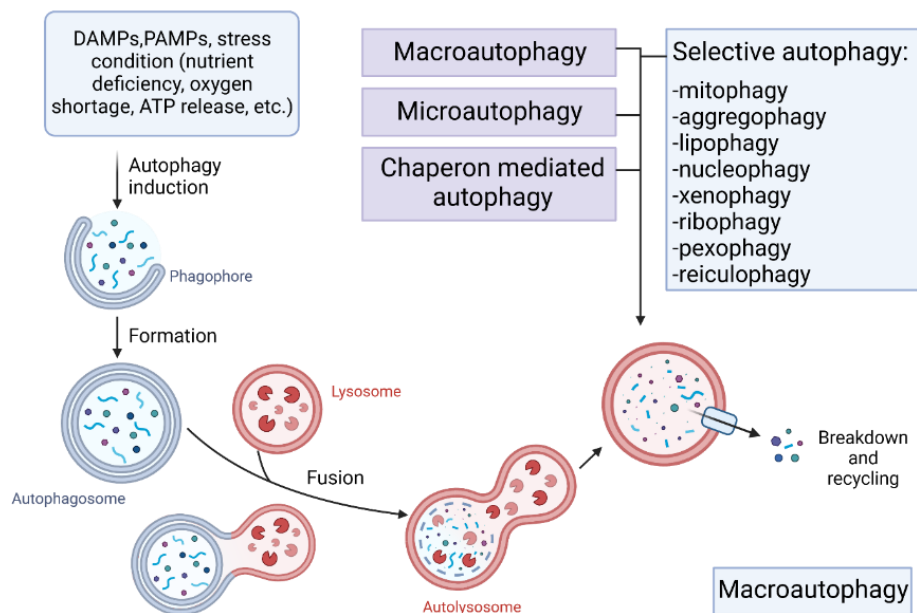 DAMPs,PAMPs, stress
condition (nutrient
deficiency, oxygen
shortage, ATP release, etc.)
Autophagy
induction
Phagophore
Formation
Autophagosome
Lysosome
Fusion
Autolysosome
Macroautophagy
Microautophagy
Chaperon mediated
autophagy
Selective autophagy:
-mitophagy
-aggregophagy
-lipophagy
-nucleophagy
-xenophagy
-ribophagy
-pexophagy
-reiculophagy
Breakdown
and
recycling
Macroautophagy